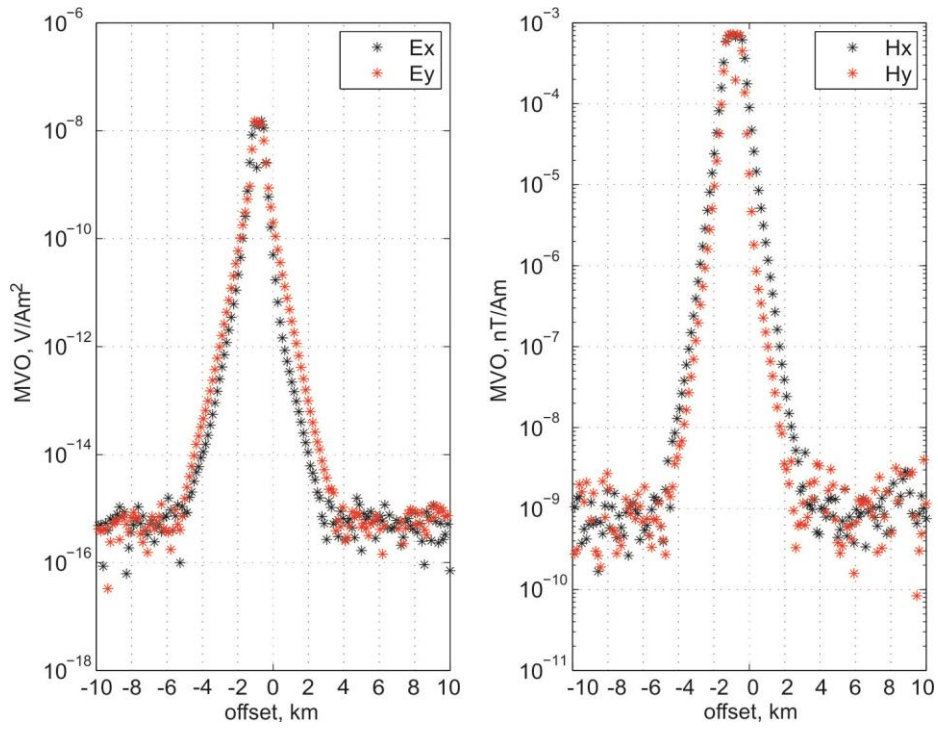 10⁻⁶
10⁻⁸
10⁻¹⁰
10⁻¹²
10⁻¹⁴
10⁻¹⁶
10⁻¹⁸
MVO, V/Am²
Ex
Ey
-10 -8 -6 -4 -2 0 2 4 6 8 10
offset, km
10⁻³
10⁻⁴
10⁻⁵
10⁻⁶
10⁻⁷
10⁻⁸
10⁻⁹
10⁻¹⁰
10⁻¹¹
MVO, nT/Am
Hx
Hy
-10 -8 -6 -4 -2 0 2 4 6 8 10
offset, km